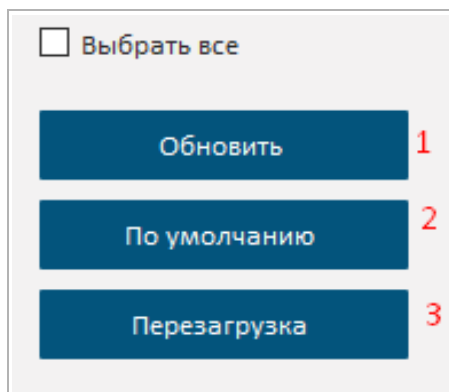 Выбрать все
Обновить 1
По умолчанию 2
Перезагрузка 3